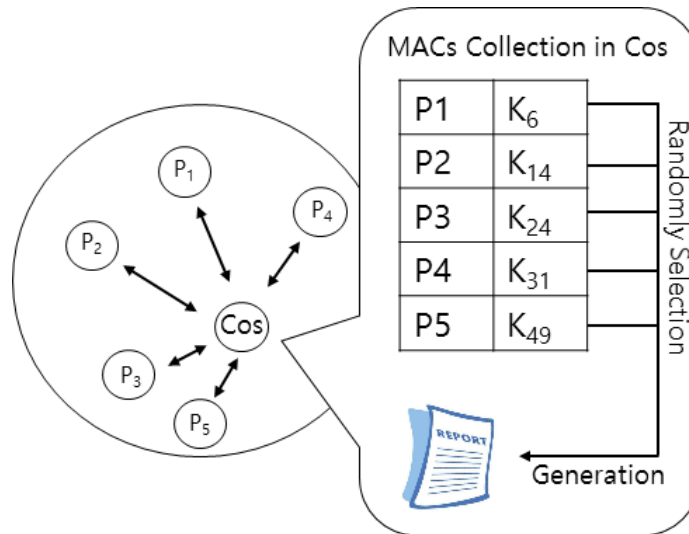 MACs Collection in Cos
P1 K₆
P2 K₁₄
P3 K₂₄
P4 K₃₁
P5 K₄₉
Randomly Selection
REPORT
Generation
P₁
P₄
P₂
Cos
P₃
P₅